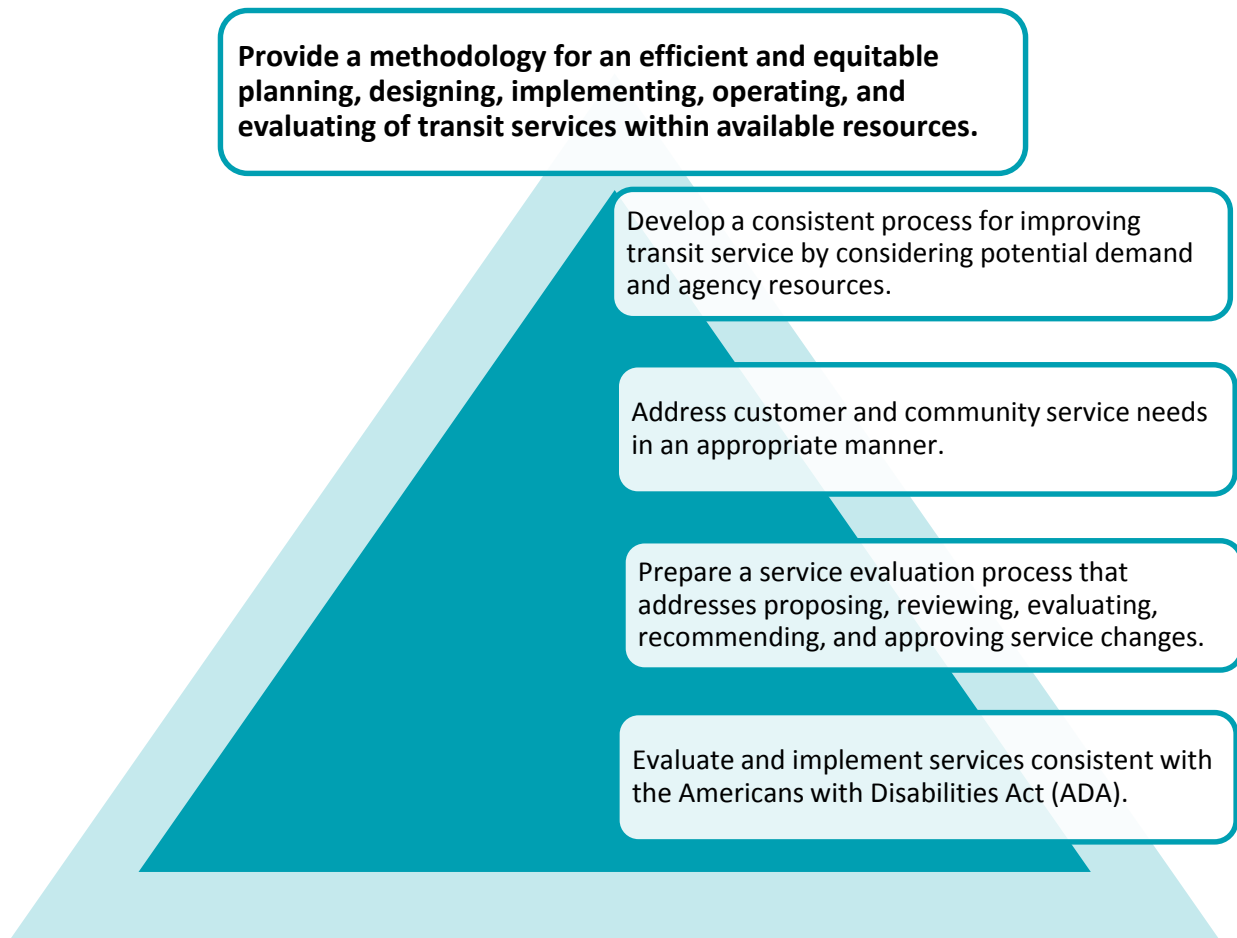 Provide a methodology for an efficient and equitable
planning, designing, implementing, operating, and
evaluating of transit services within available resources.
Develop a consistent process for improving
transit service by considering potential demand
and agency resources.
Address customer and community service needs
in an appropriate manner.
Prepare a service evaluation process that
addresses proposing, reviewing, evaluating,
recommending, and approving service changes.
Evaluate and implement services consistent with
the Americans with Disabilities Act (ADA).